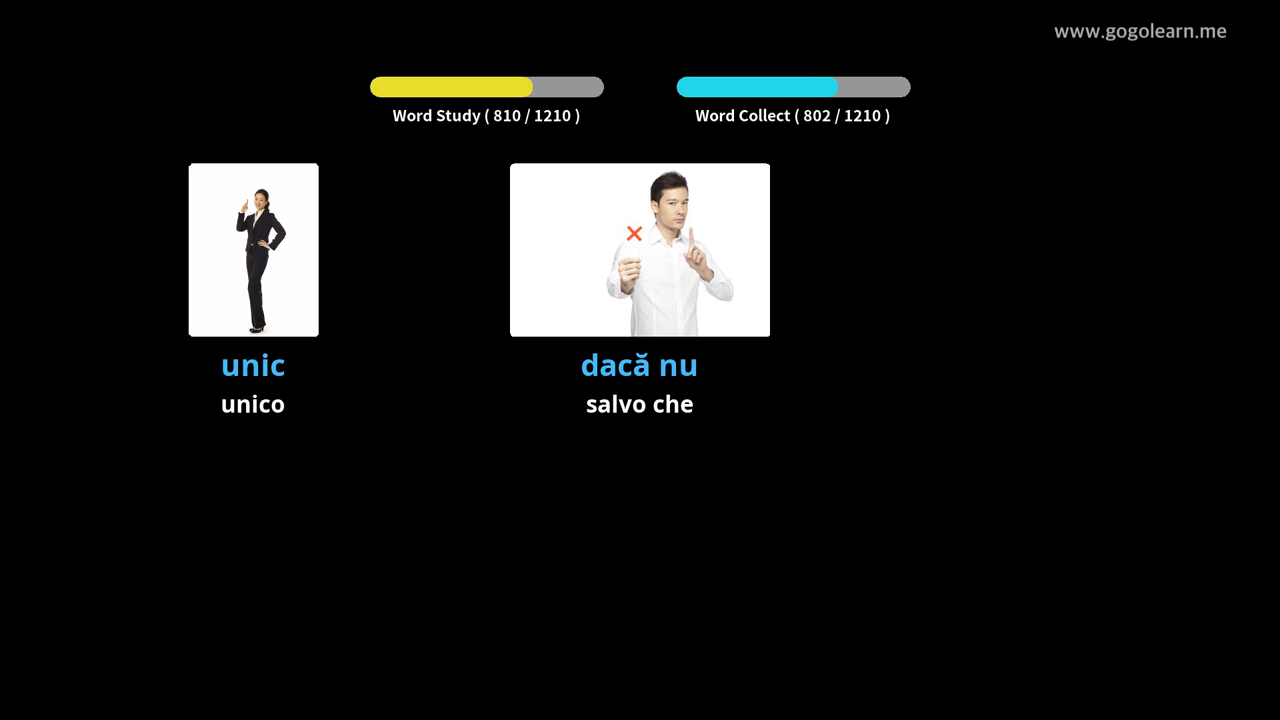 www.gogolearn.me
Word Study ( 810 / 1210 )
Word Collect ( 802 / 1210 )
unic
unico
dacă nu
salvo che